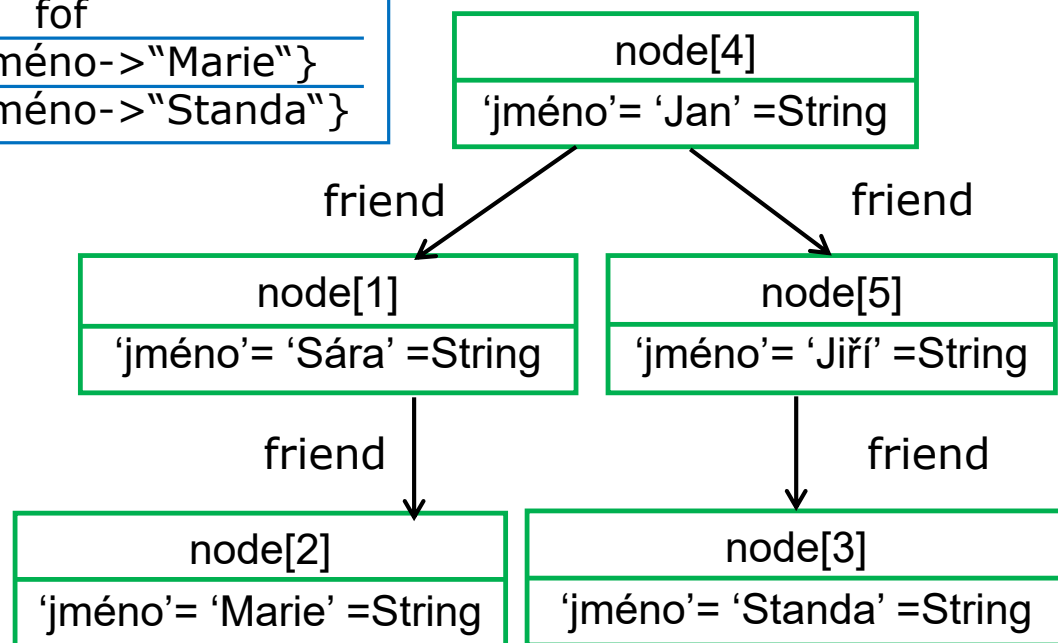 fof
méno->“Marie“}
méno->“Standa“}
node[4]
‘jméno’= ‘Jan’ =String
friend
friend
node[1]
‘jméno’= ‘Sára’ =String
node[5]
‘jméno’= ‘Jiří’ =String
friend
friend
node[2]
‘jméno’= ‘Marie’ =String
node[3]
‘jméno’= ‘Standa’ =String